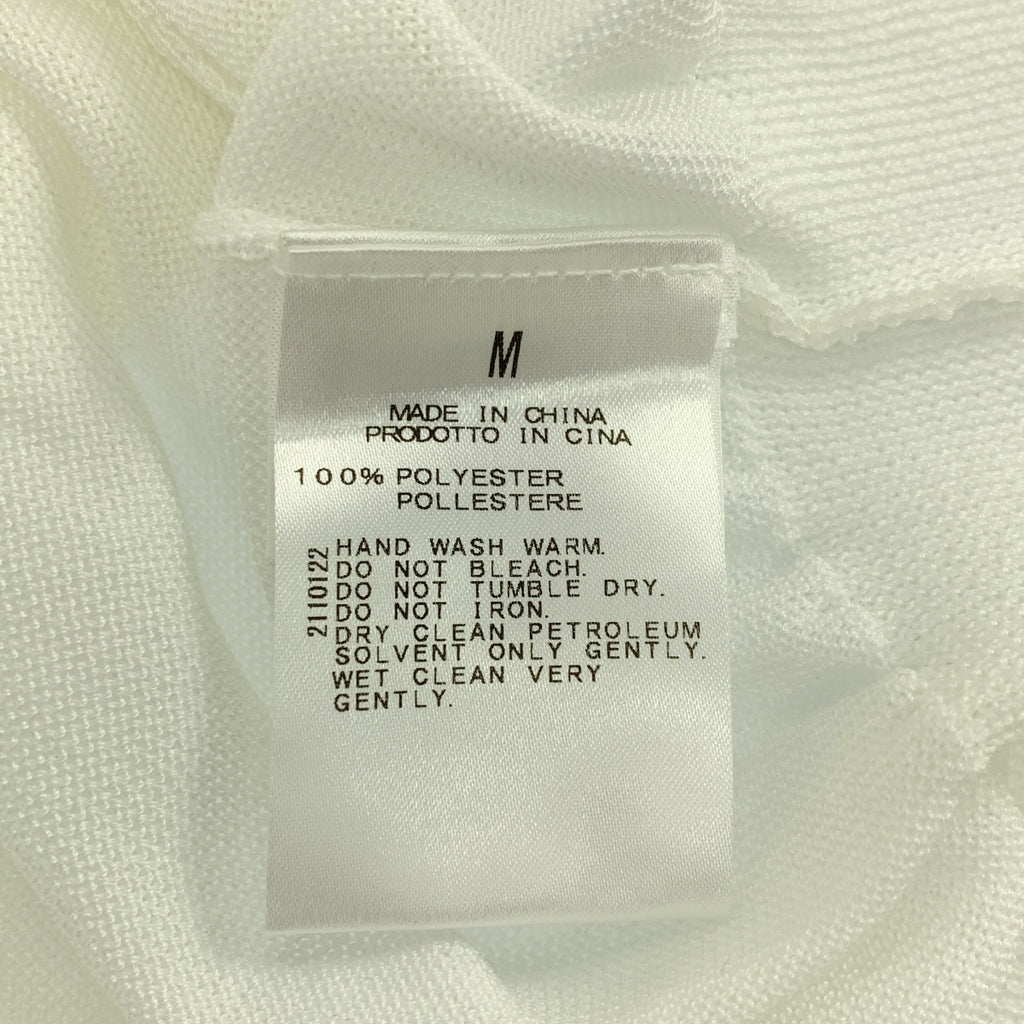 M
MADE IN CHINA
PRODOTTO IN CINA
100% POLYESTER
POLLESTERE
2110122
HAND WASH WARM.
DO NOT BLEACH.
DO NOT TUMBLE DRY.
DO NOT IRON.
DRY CLEAN PETROLEUM
SOLVENT ONLY GENTLY.
WET CLEAN VERY
GENTLY.